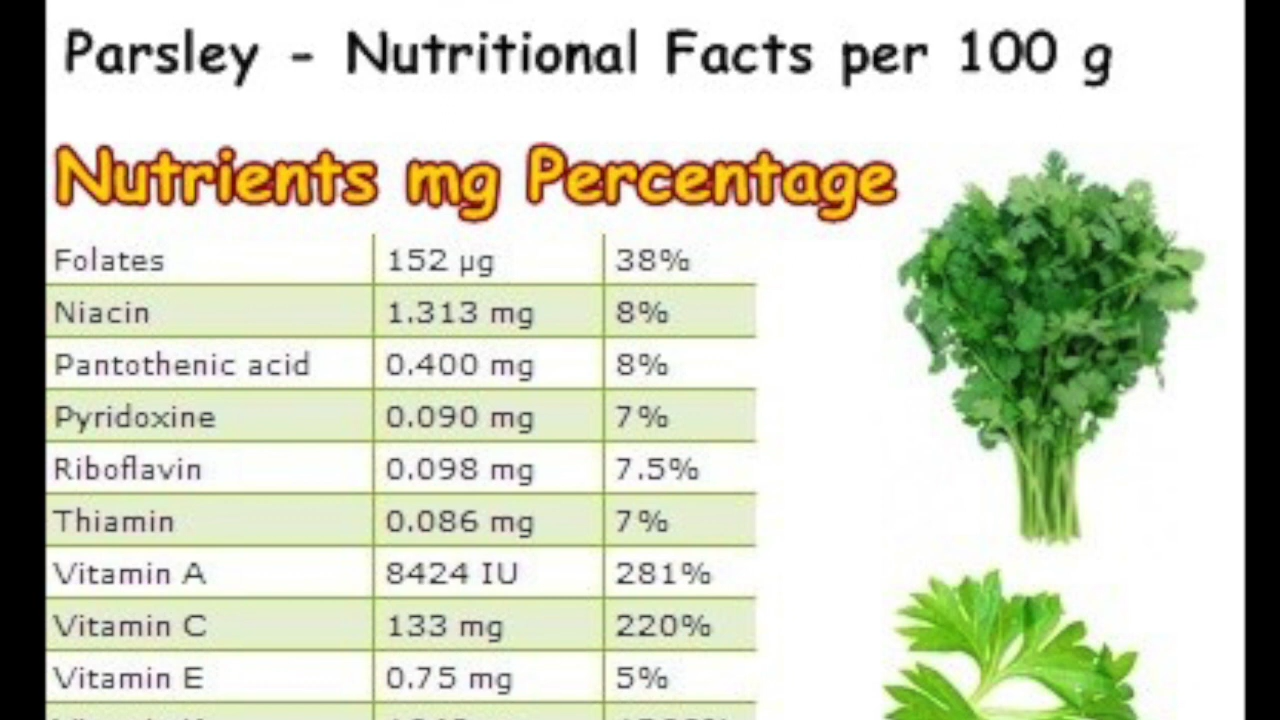 Parsley - Nutritional Facts per 100 g
Nutrients mg Percentage
Folates 152 µg 38%
Niacin 1.313 mg 8%
Pantothenic acid 0.400 mg 8%
Pyridoxine 0.090 mg 7%
Riboflavin 0.098 mg 7.5%
Thiamin 0.086 mg 7%
Vitamin A 8424 IU 281%
Vitamin C 133 mg 220%
Vitamin E 0.75 mg 5%